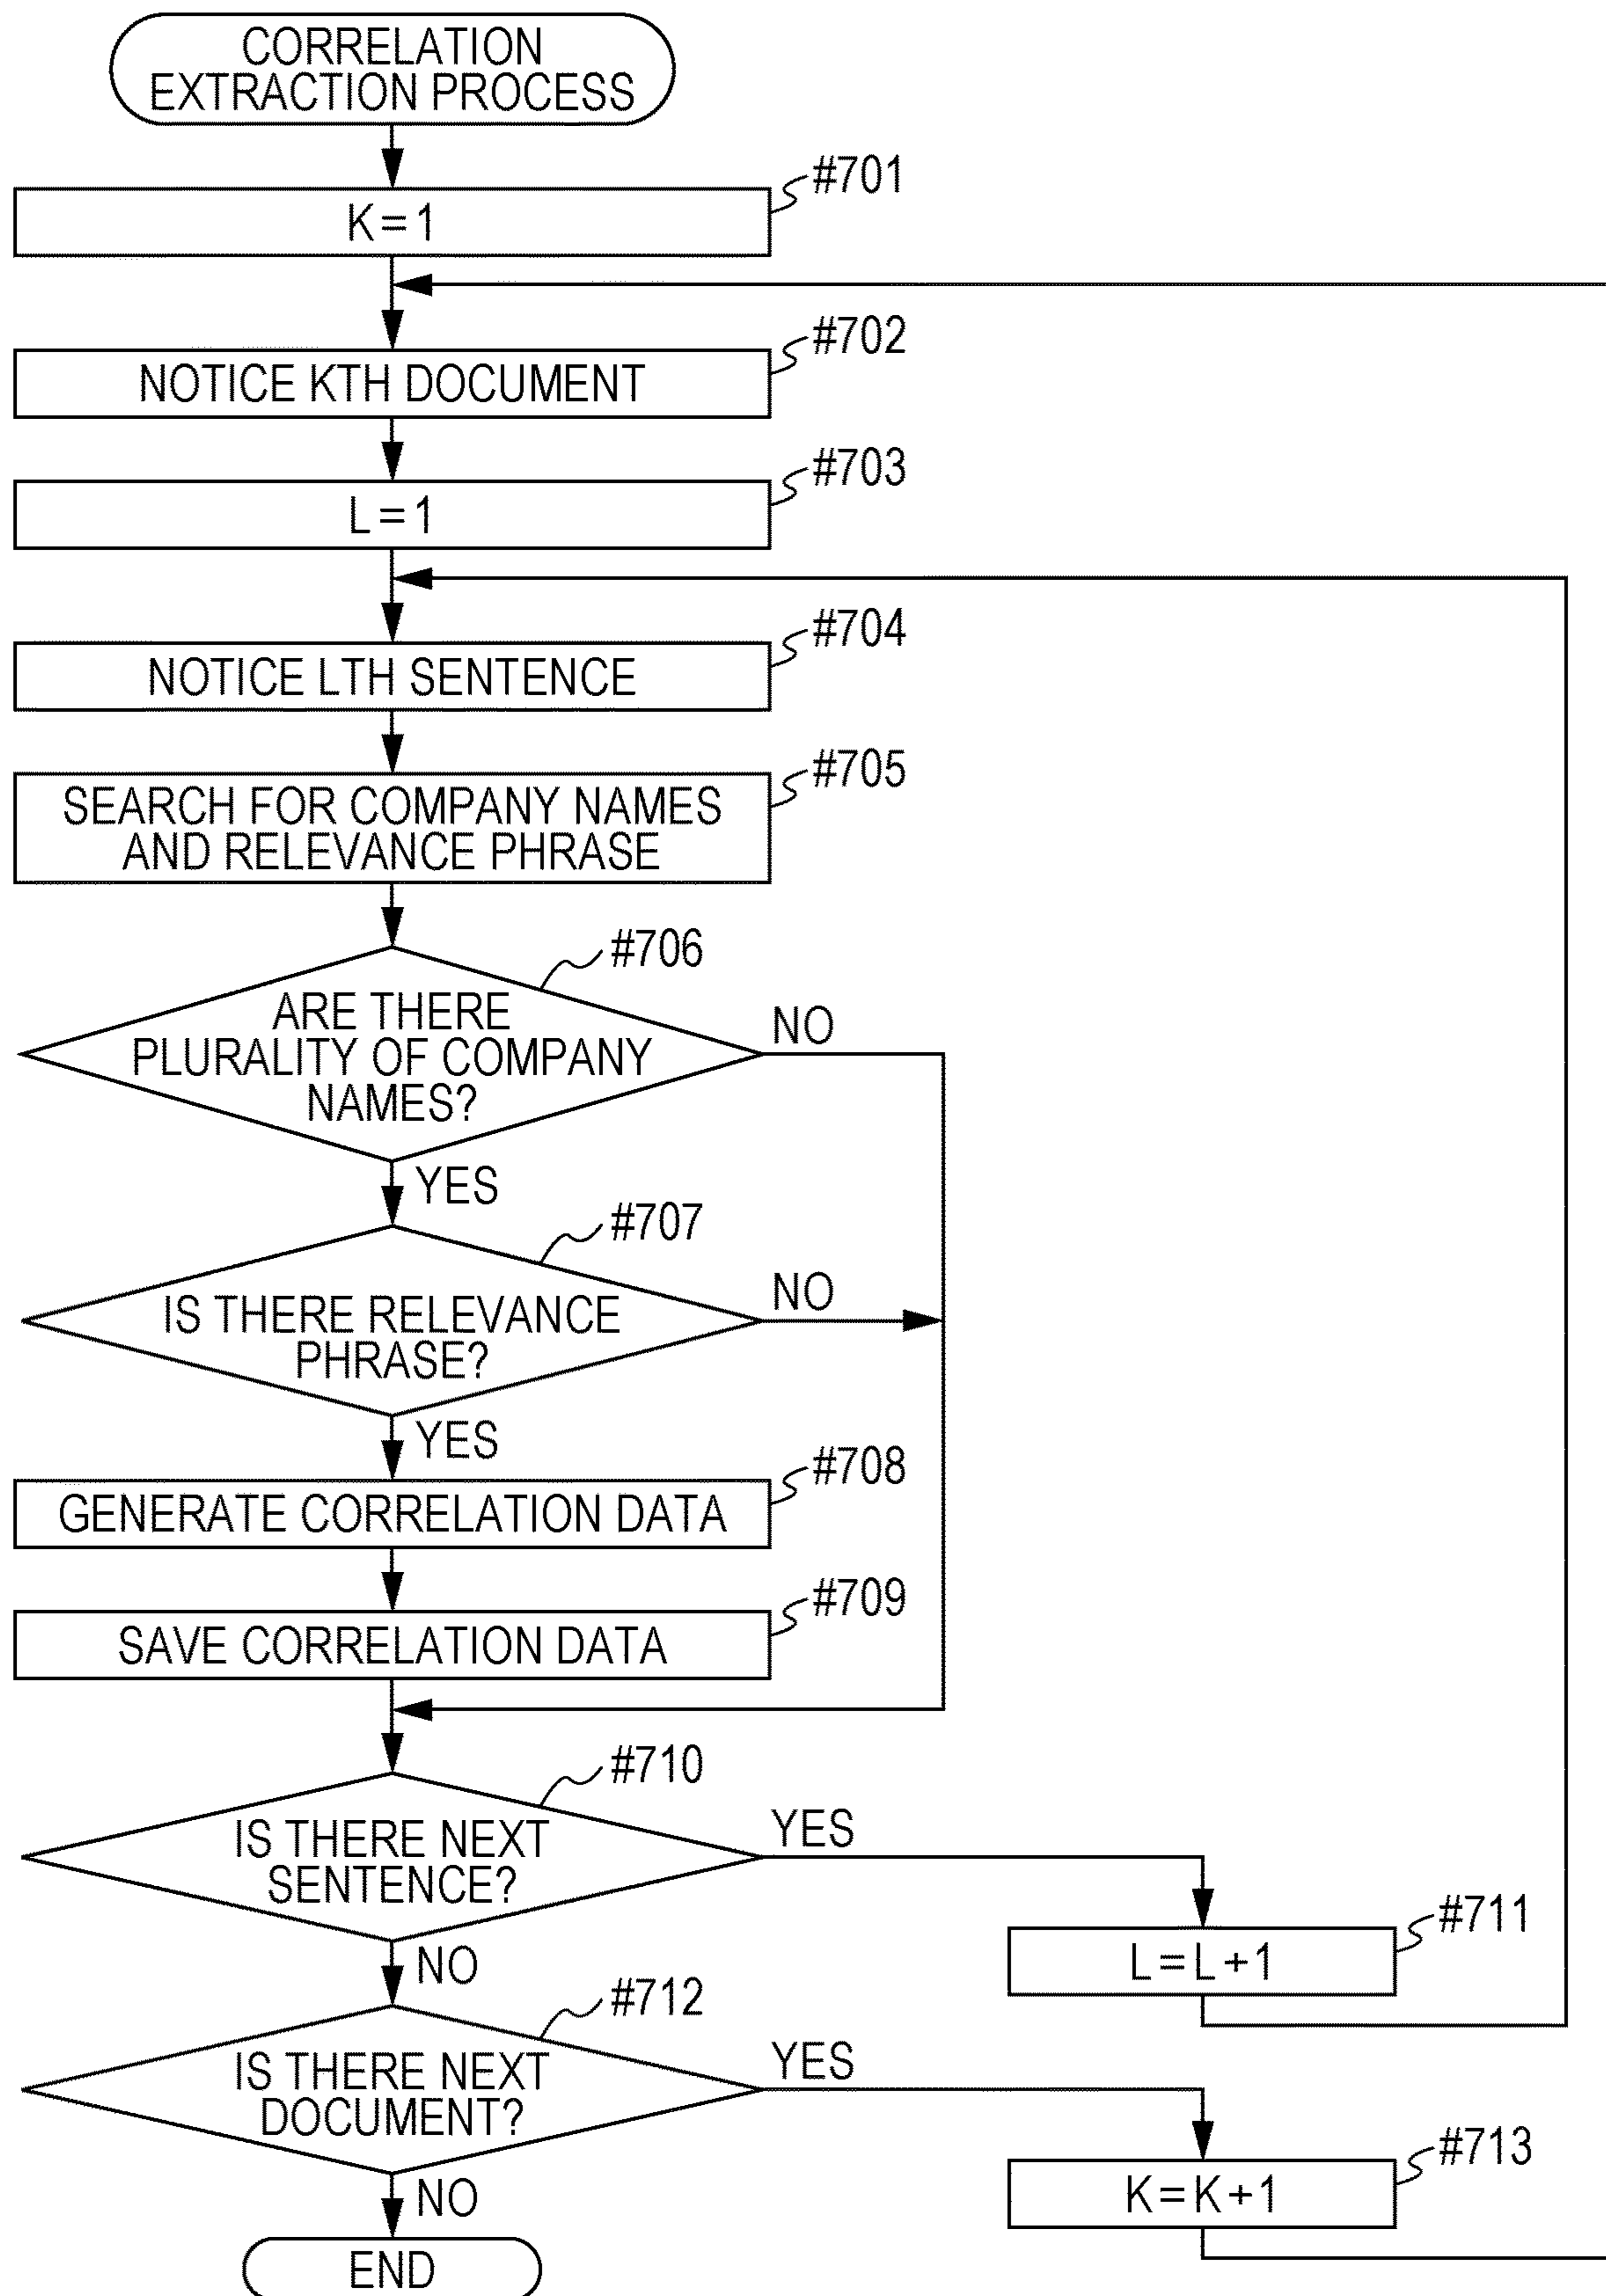 CORRELATION
EXTRACTION PROCESS
#701
K=1
#702
NOTICE KTH DOCUMENT
#703
L=1
#704
NOTICE LTH SENTENCE
#705
SEARCH FOR COMPANY NAMES
AND RELEVANCE PHRASE
#706
ARE THERE
PLURALITY OF COMPANY
NAMES?
NO
YES
#707
IS THERE RELEVANCE
PHRASE?
NO
YES
#708
GENERATE CORRELATION DATA
#709
SAVE CORRELATION DATA
#710
IS THERE NEXT
SENTENCE?
YES
#711
L=L+1
NO
#712
IS THERE NEXT
DOCUMENT?
YES
#713
K=K+1
NO
END